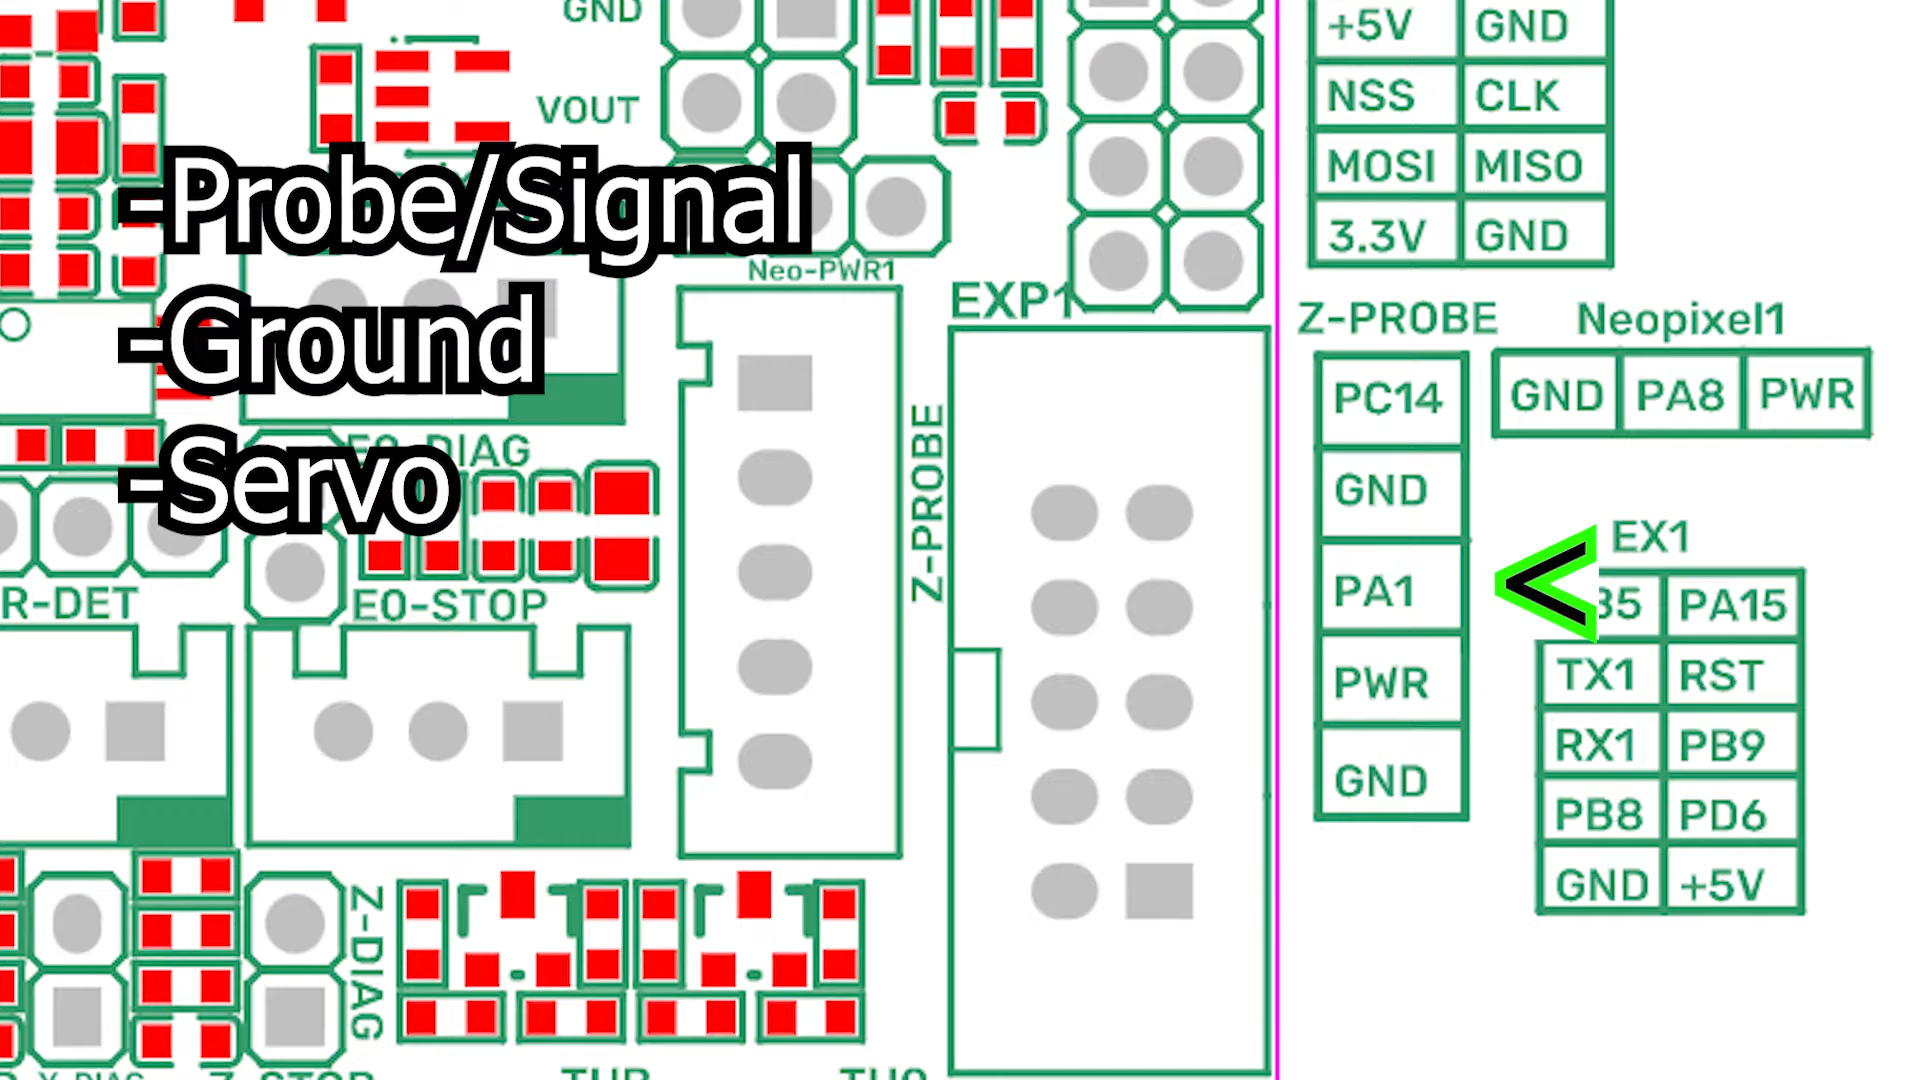 GND
VOUT
-Probe/Signal
-Ground
-Servo
Neo-PWR1
EXP1
Z-PROBE
E0-DIAG
R-DET
E0-STOP
Z-DIAG
+5V GND
NSS CLK
MOSI MISO
3.3V GND
Z-PROBE
PC14
GND
PA1
PWR
GND
Neopixel1
GND PA8 PWR
<
EX1
PA15
TX1 RST
RX1 PB9
PB8 PD6
GND +5V